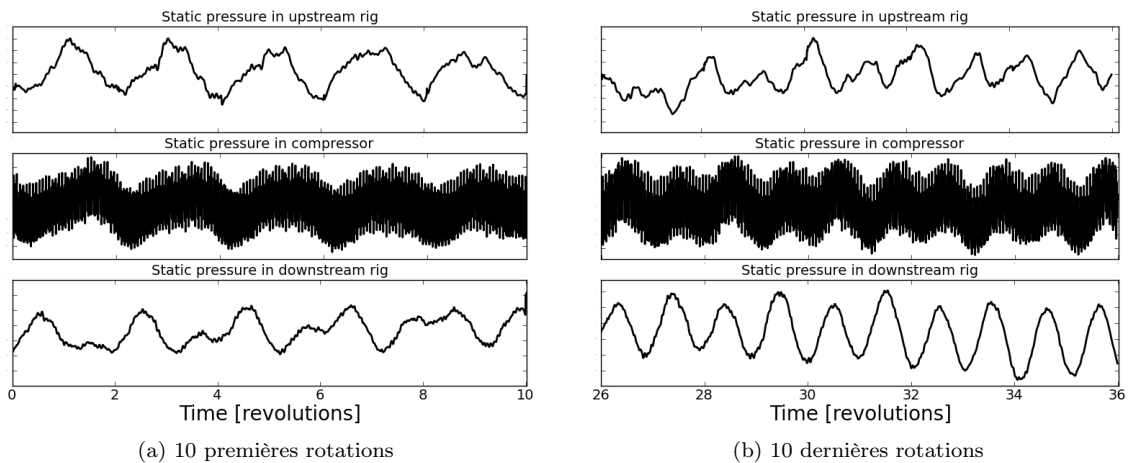 Static pressure in upstream rig
Static pressure in compressor
Static pressure in downstream rig
0 2 4 6 8 10
Time [revolutions]
(a) 10 premières rotations
Static pressure in upstream rig
Static pressure in compressor
Static pressure in downstream rig
26 28 30 32 34 36
Time [revolutions]
(b) 10 dernières rotations